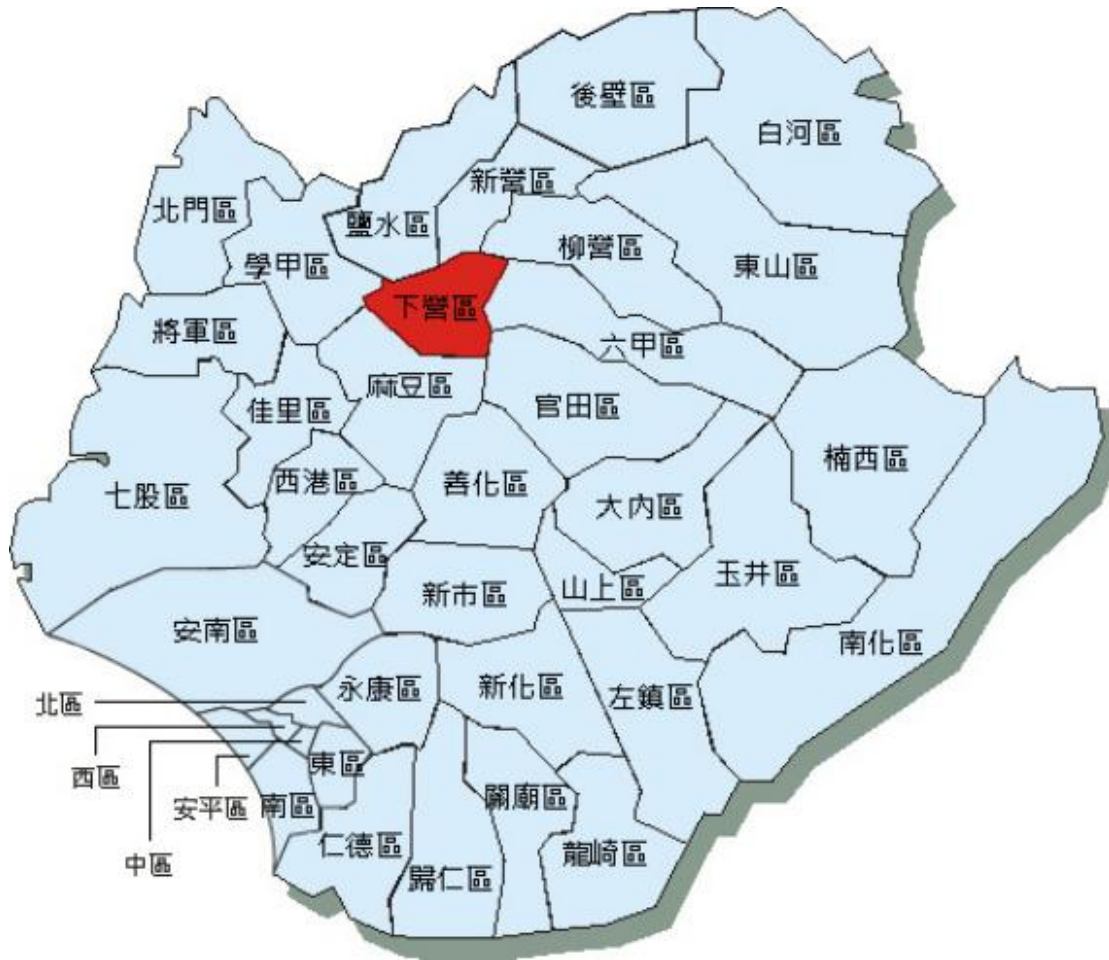 後壁區
白河區
新營區
北門區
鹽水區
柳營區
學甲區
東山區
下營區
將軍區
六甲區
麻豆區
官田區
佳里區
楠西區
西港區
善化區
七股區
大內區
安定區
玉井區
新市區
山上區
安南區
南化區
永康區
新化區
左鎮區
北區
東區
西區
關廟區
安平區
南區
仁德區
龍崎區
中區
歸仁區